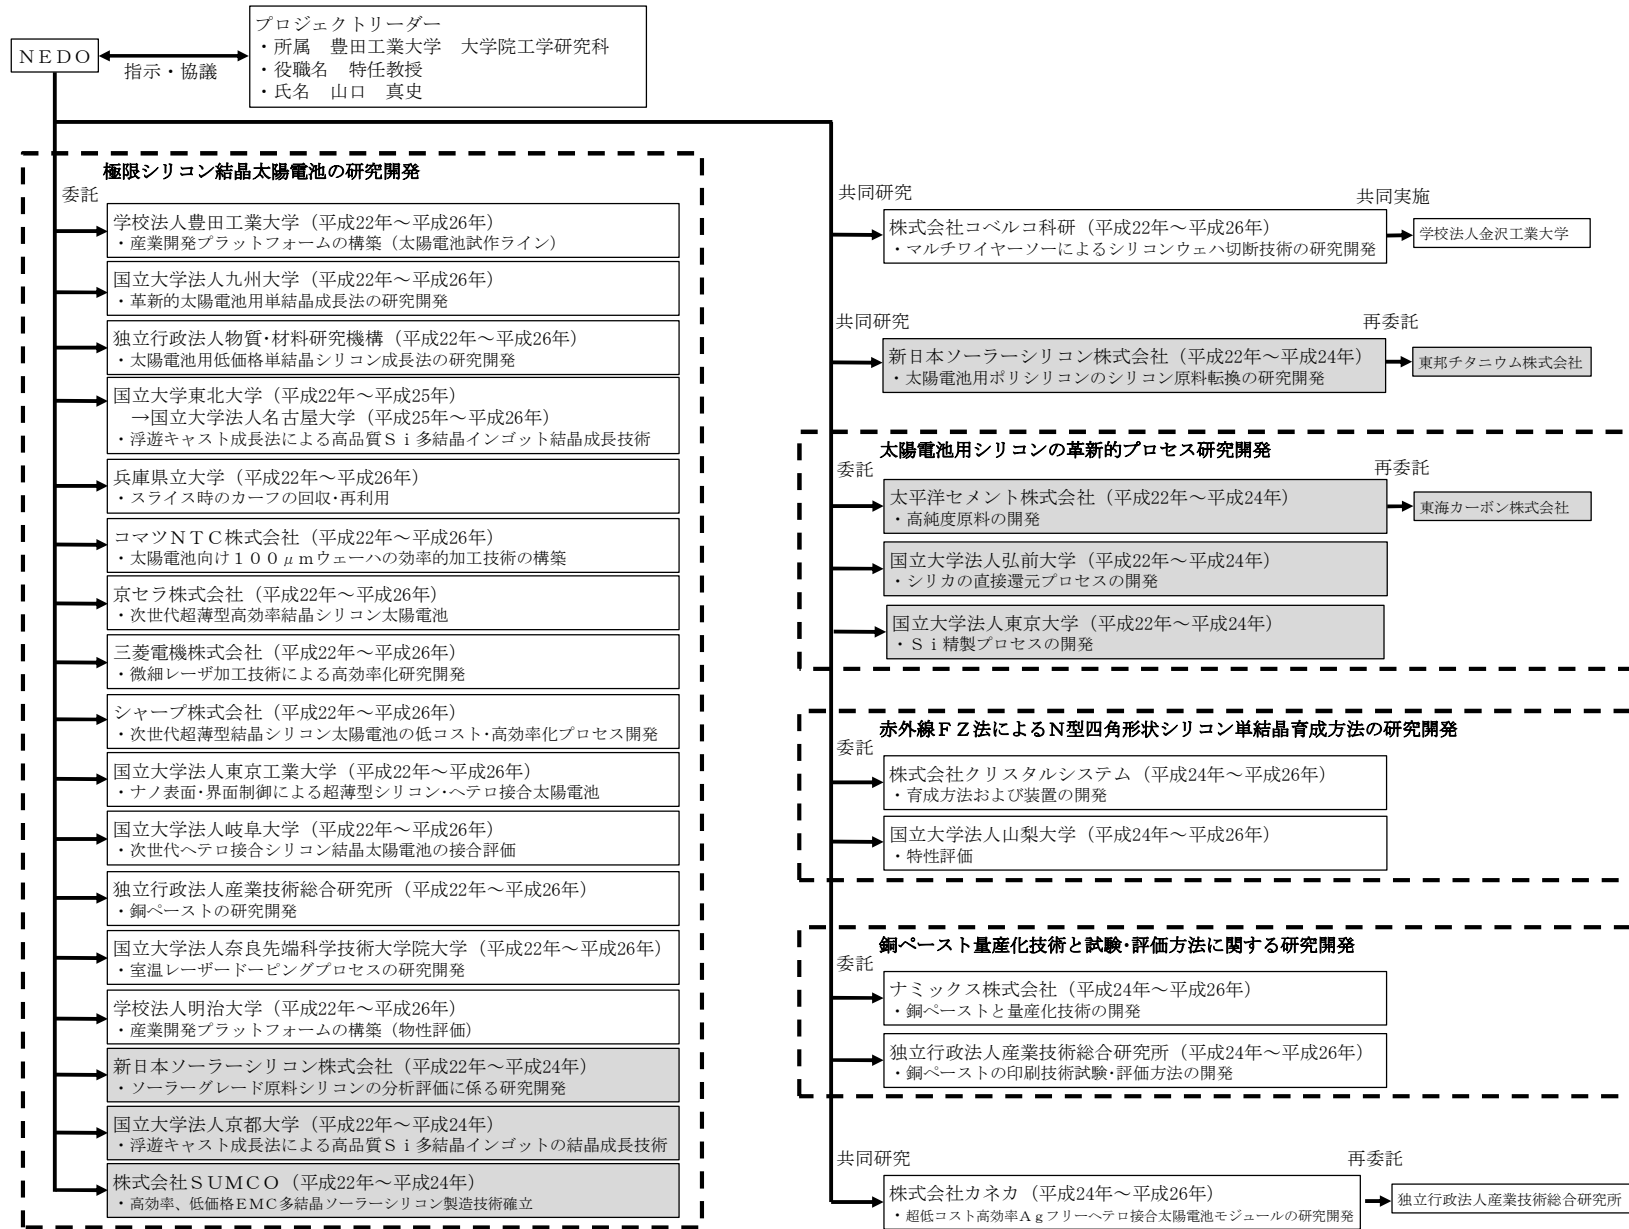 ＮＥＤＯ
指示・協議
プロジェクトリーダー
・所属　豊田工業大学　大学院工学研究科
・役職名　特任教授
・氏名　山口　真史
極限シリコン結晶太陽電池の研究開発
委託
学校法人豊田工業大学（平成22年～平成26年）
・産業開発プラットフォームの構築（太陽電池試作ライン）
国立大学法人九州大学（平成22年～平成26年）
・革新的太陽電池用単結晶成長法の研究開発
独立行政法人物質・材料研究機構（平成22年～平成26年）
・太陽電池用低価格単結晶シリコン成長法の研究開発
国立大学東北大学（平成22年～平成25年）
→国立大学法人名古屋大学（平成25年～平成26年）
・浮遊キャスト成長法による高品質Ｓｉ多結晶インゴット結晶成長技術
兵庫県立大学（平成22年～平成26年）
・スライス時のカーフの回収・再利用
コマツＮＴＣ株式会社（平成22年～平成26年）
・太陽電池向け１００μｍウェーハの効率的加工技術の構築
京セラ株式会社（平成22年～平成26年）
・次世代超薄型高効率結晶シリコン太陽電池
三菱電機株式会社（平成22年～平成26年）
・微細レーザ加工技術による高効率化研究開発
シャープ株式会社（平成22年～平成26年）
・次世代超薄型結晶シリコン太陽電池の低コスト・高効率化プロセス開発
国立大学法人東京工業大学（平成22年～平成26年）
・ナノ表面・界面制御による超薄型シリコン・ヘテロ接合太陽電池
国立大学法人岐阜大学（平成22年～平成26年）
・次世代ヘテロ接合シリコン結晶太陽電池の接合評価
独立行政法人産業技術総合研究所（平成22年～平成26年）
・銅ペーストの研究開発
国立大学法人奈良先端科学技術大学院大学（平成22年～平成26年）
・室温レーザードーピングプロセスの研究開発
学校法人明治大学（平成22年～平成26年）
・産業開発プラットフォームの構築（物性評価）
新日本ソーラーシリコン株式会社（平成22年～平成24年）
・ソーラーグレード原料シリコンの分析評価に係る研究開発
国立大学法人京都大学（平成22年～平成24年）
・浮遊キャスト成長法による高品質Ｓｉ多結晶インゴットの結晶成長技術
株式会社ＳＵＭＣＯ（平成22年～平成24年）
・高効率、低価格ＥＭＣ多結晶ソーラーシリコン製造技術確立
共同研究
共同実施
株式会社コベルコ科研（平成22年～平成26年）
・マルチワイヤーソーによるシリコンウェハ切断技術の研究開発
学校法人金沢工業大学
共同研究
再委託
新日本ソーラーシリコン株式会社（平成22年～平成24年）
・太陽電池用ポリシリコンのシリコン原料転換の研究開発
東邦チタニウム株式会社
太陽電池用シリコンの革新的プロセス研究開発
委託
再委託
太平洋セメント株式会社（平成22年～平成24年）
・高純度原料の開発
東海カーボン株式会社
国立大学法人弘前大学（平成22年～平成24年）
・シリカの直接還元プロセスの開発
国立大学法人東京大学（平成22年～平成24年）
・Ｓｉ精製プロセスの開発
赤外線ＦＺ法によるＮ型四角形状シリコン単結晶育成方法の研究開発
委託
株式会社クリスタルシステム（平成24年～平成26年）
・育成方法および装置の開発
国立大学法人山梨大学（平成24年～平成26年）
・特性評価
銅ペースト量産化技術と試験・評価方法に関する研究開発
委託
ナミックス株式会社（平成24年～平成26年）
・銅ペーストと量産化技術の開発
独立行政法人産業技術総合研究所（平成24年～平成26年）
・銅ペーストの印刷技術試験・評価方法の開発
共同研究
再委託
株式会社カネカ（平成24年～平成26年）
・超低コスト高効率Ａｇフリーヘテロ接合太陽電池モジュールの研究開発
独立行政法人産業技術総合研究所